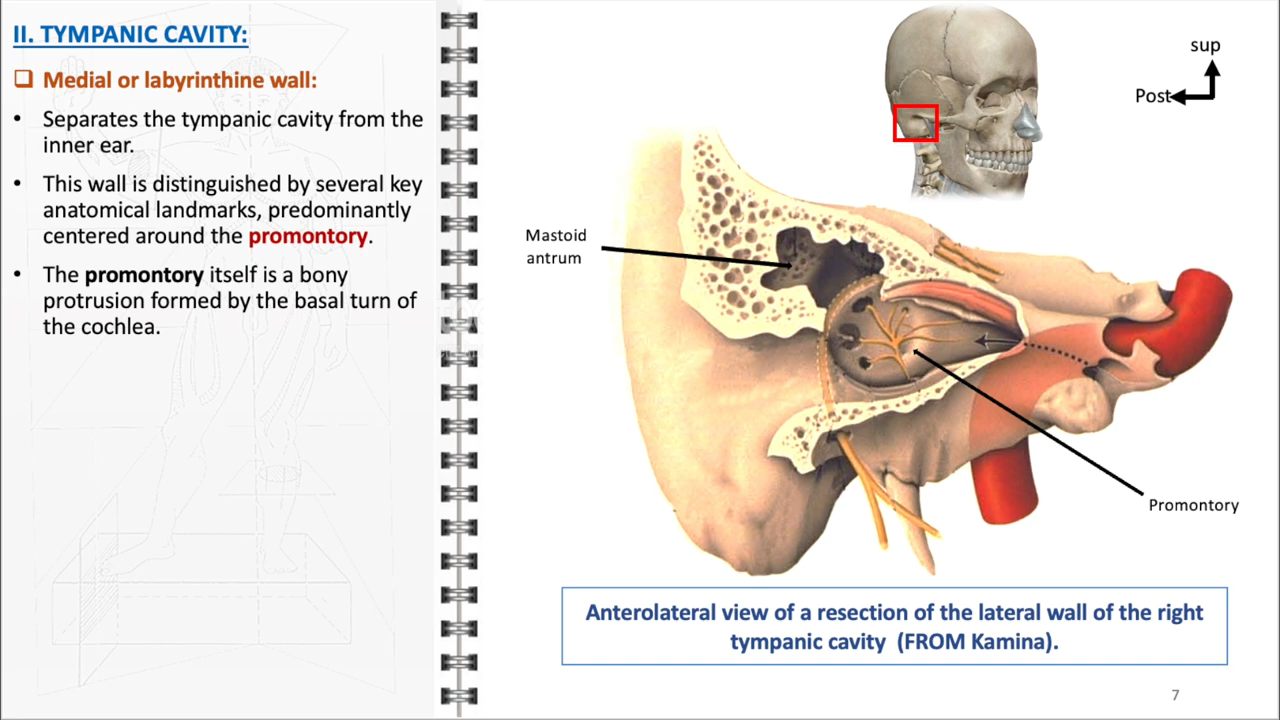 II. TYMPANIC CAVITY:
❑ Medial or labyrinthine wall:
• Separates the tympanic cavity from the
inner ear.
• This wall is distinguished by several key
anatomical landmarks, predominantly
centered around the promontory.
• The promontory itself is a bony
protrusion formed by the basal turn of
the cochlea.
sup
Post
Mastoid
antrum
Promontory
Anterolateral view of a resection of the lateral wall of the right
tympanic cavity (FROM Kamina).
7